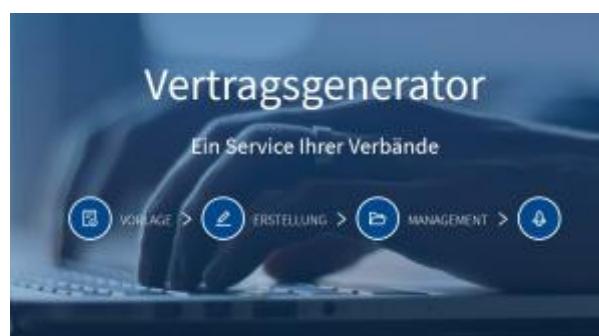 Vertragsgenerator
Ein Service Ihrer Verbände
VORLAGE > ERSTELLUNG > MANAGEMENT >